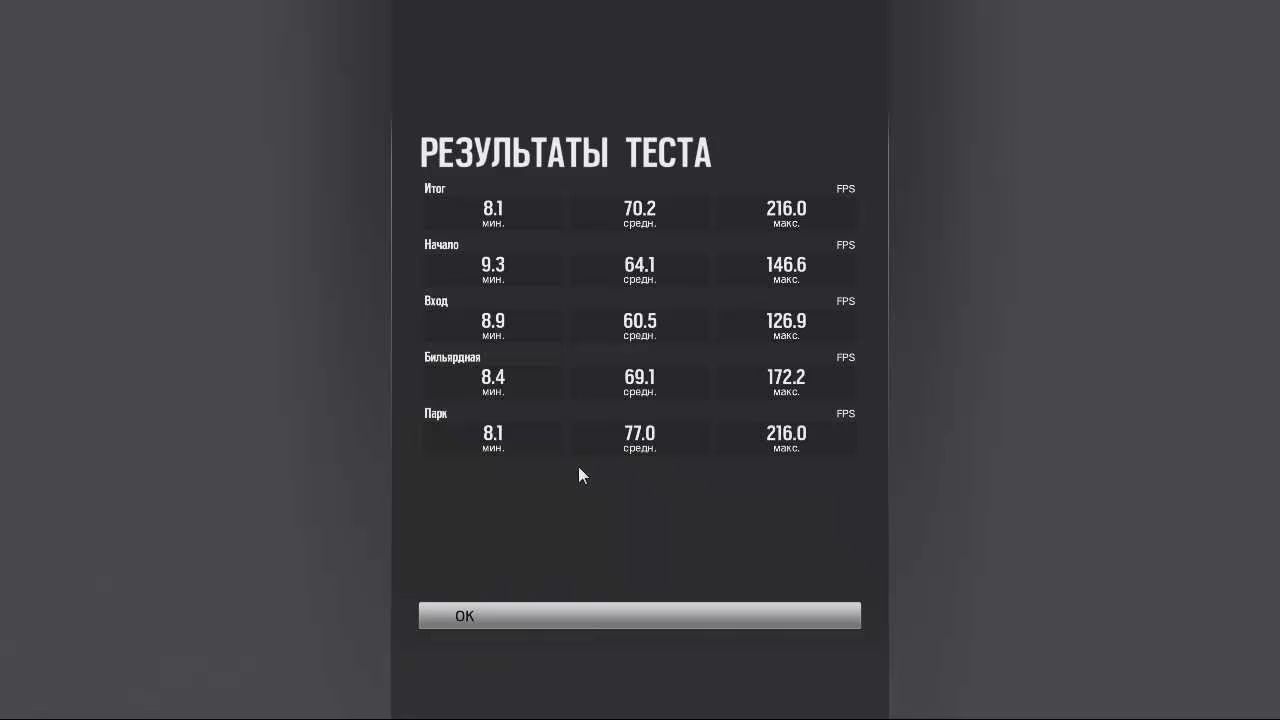 РЕЗУЛЬТАТЫ ТЕСТА
Итог FPS
8.1 70.2 216.0
мин. средн. макс.
Начало FPS
9.3 64.1 146.6
мин. средн. макс.
Вход FPS
8.9 60.5 126.9
мин. средн. макс.
Бильярдная FPS
8.4 69.1 172.2
мин. средн. макс.
Парк FPS
8.1 77.0 216.0
мин. средн. макс.
OK